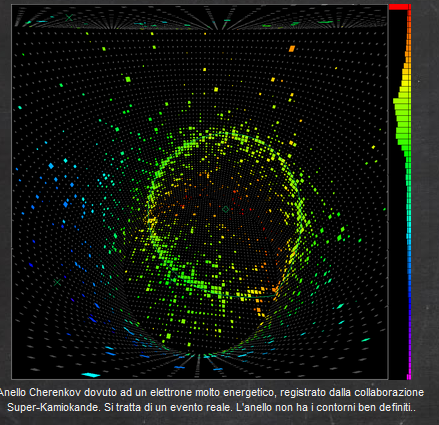 Anello Cherenkov dovuto ad un elettrone molto energetico, registrato dalla collaborazione
Super-Kamiokande. Si tratta di un evento reale. L'anello non ha i contorni ben definiti..